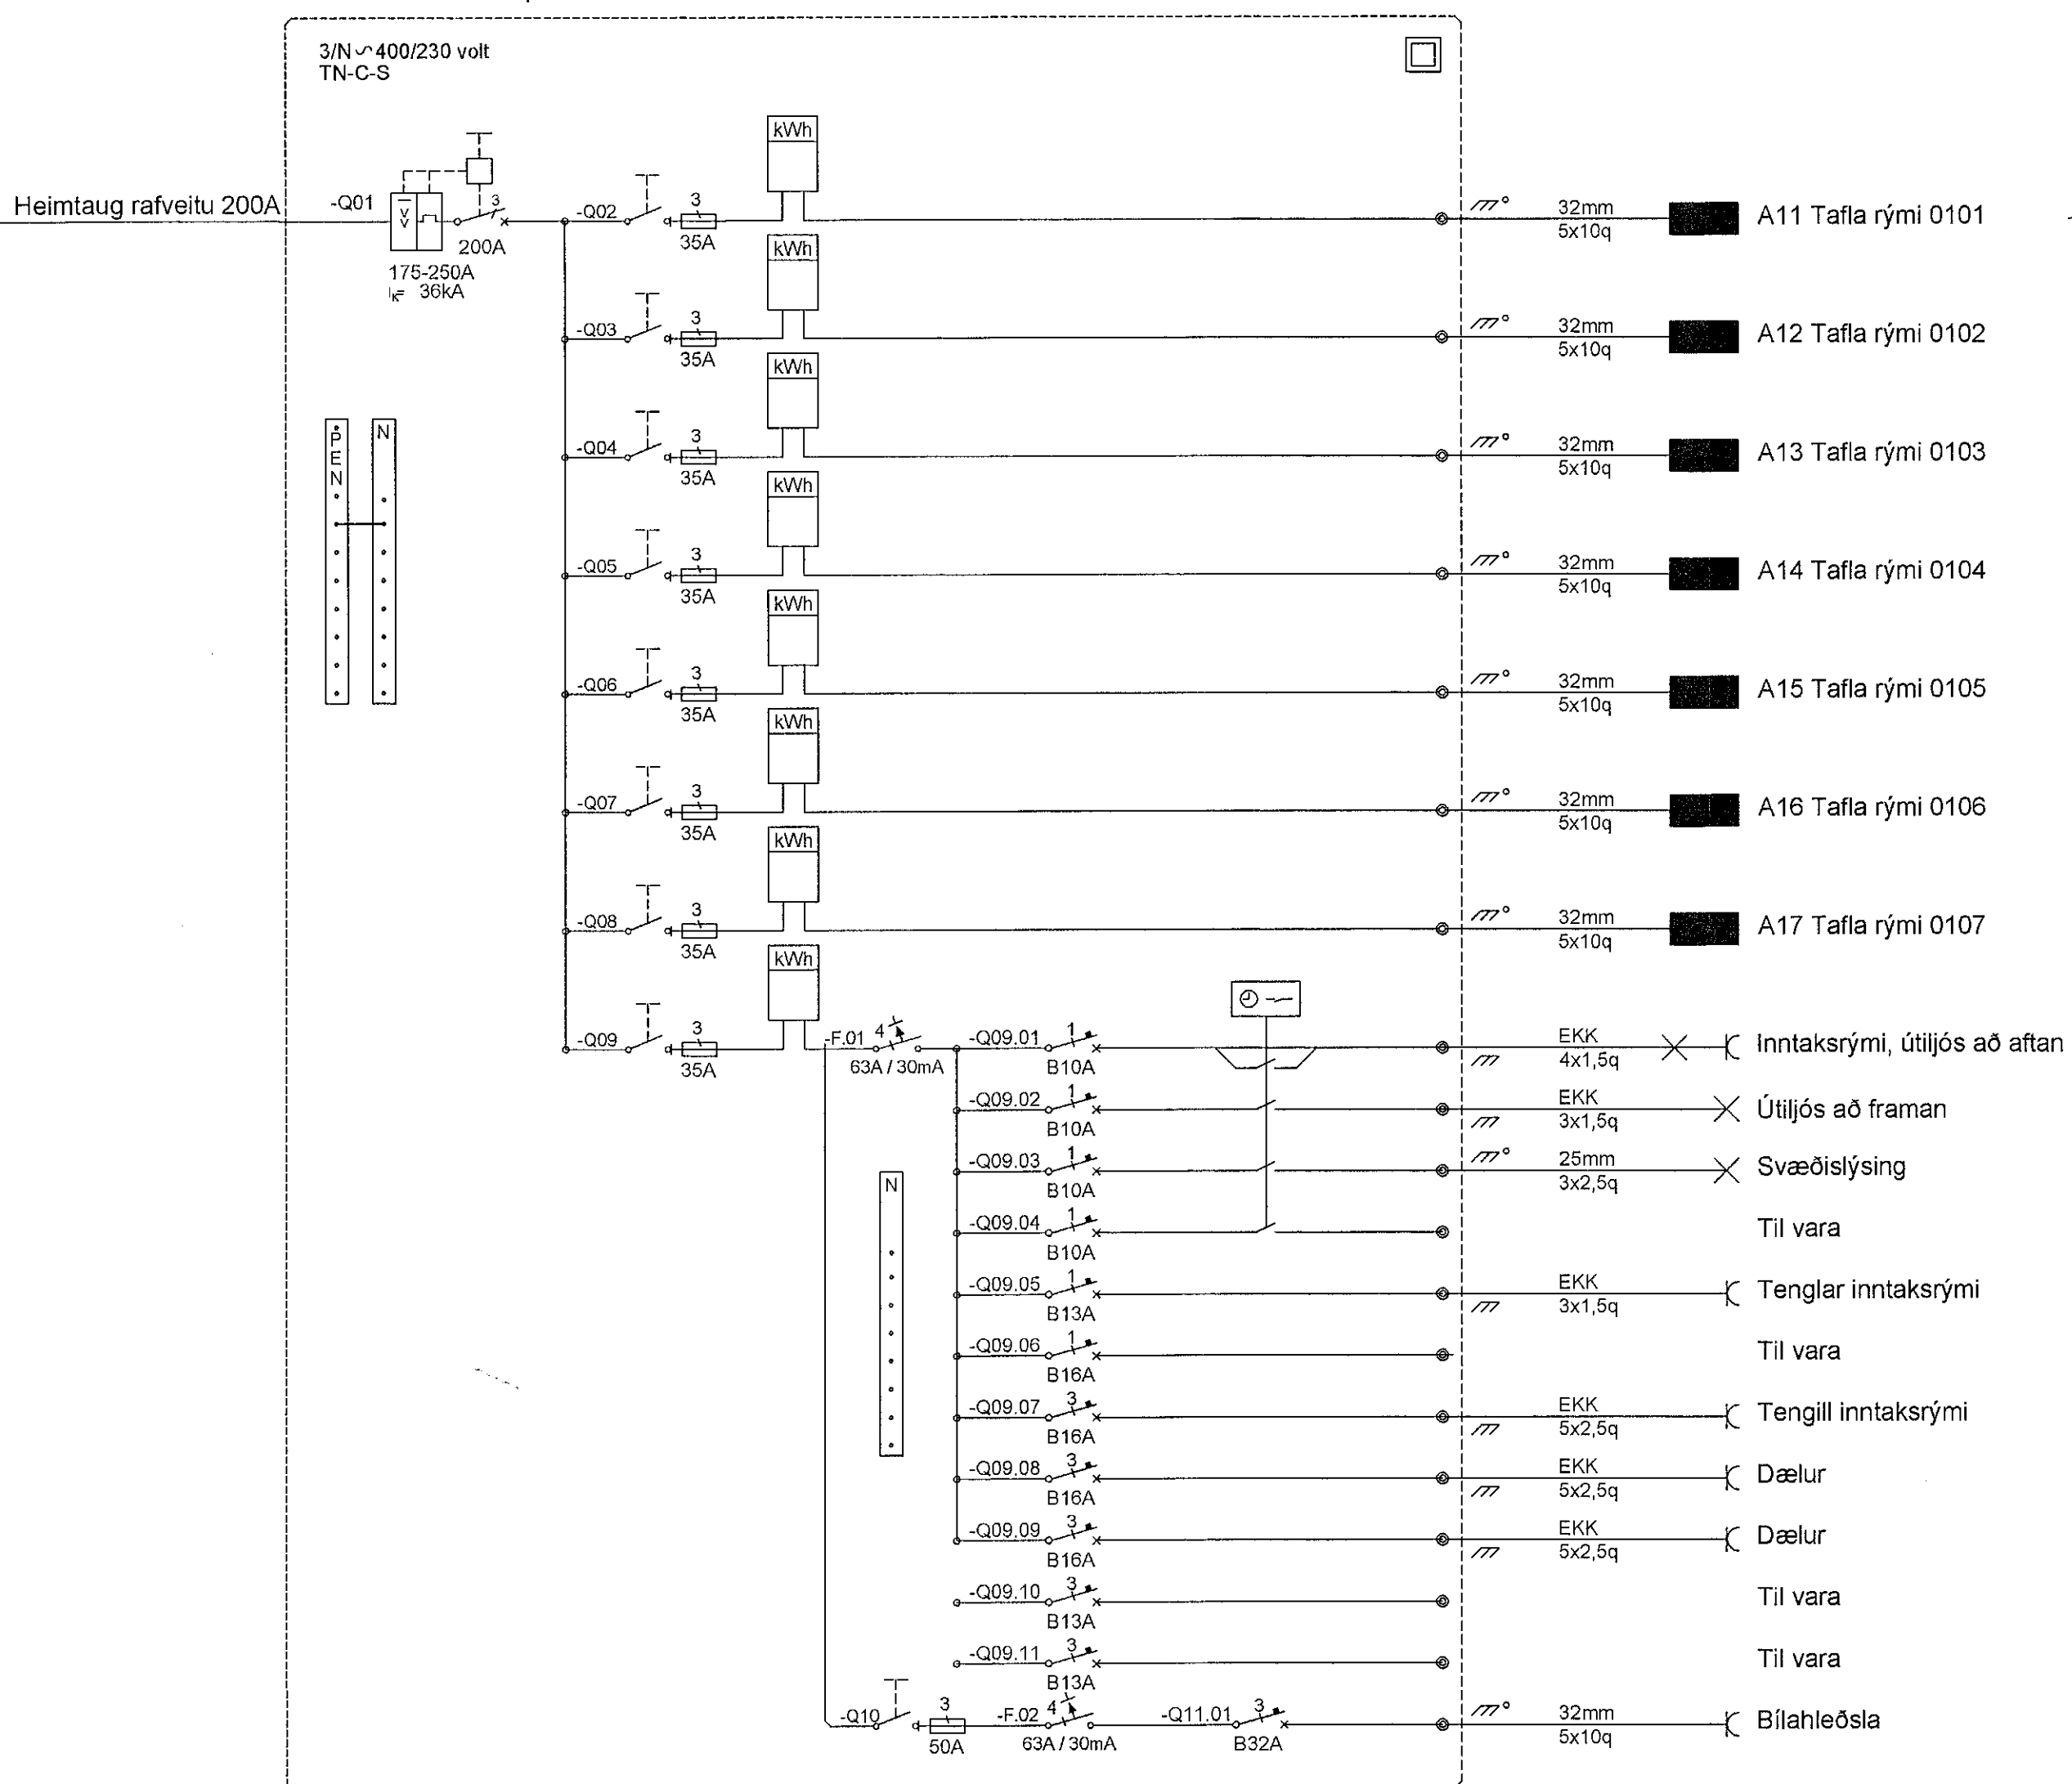 3/N ~ 400/230 volt
TN-C-S
Heimtaug rafveitu 200A
-Q01
3
200A
175-250A
IK= 36kA
PEN
N
-Q02
3
35A
kWh
32mm
5x10q
A11 Tafla rými 0101
-Q03
3
35A
kWh
32mm
5x10q
A12 Tafla rými 0102
-Q04
3
35A
kWh
32mm
5x10q
A13 Tafla rými 0103
-Q05
3
35A
kWh
32mm
5x10q
A14 Tafla rými 0104
-Q06
3
35A
kWh
32mm
5x10q
A15 Tafla rými 0105
-Q07
3
35A
kWh
32mm
5x10q
A16 Tafla rými 0106
-Q08
3
35A
kWh
32mm
5x10q
A17 Tafla rými 0107
-Q09
3
35A
kWh
-F.01
4
63A / 30mA
N
-Q09.01
1
B10A
EKK
4x1,5q
Inntaksrými, útiljós að aftan
-Q09.02
1
B10A
EKK
3x1,5q
Útiljós að framan
-Q09.03
1
B10A
25mm
3x2,5q
Svæðislýsing
-Q09.04
1
B10A
Til vara
-Q09.05
1
B13A
EKK
3x1,5q
Tenglar inntaksrými
-Q09.06
1
B16A
Til vara
-Q09.07
3
B16A
EKK
5x2,5q
Tengill inntaksrými
-Q09.08
3
B16A
EKK
5x2,5q
Dælur
-Q09.09
3
B16A
EKK
5x2,5q
Dælur
-Q09.10
3
B13A
Til vara
-Q09.11
3
B13A
Til vara
-Q10
3
50A
-F.02
4
63A / 30mA
-Q11.01
3
B32A
32mm
5x10q
Bílahleðsla